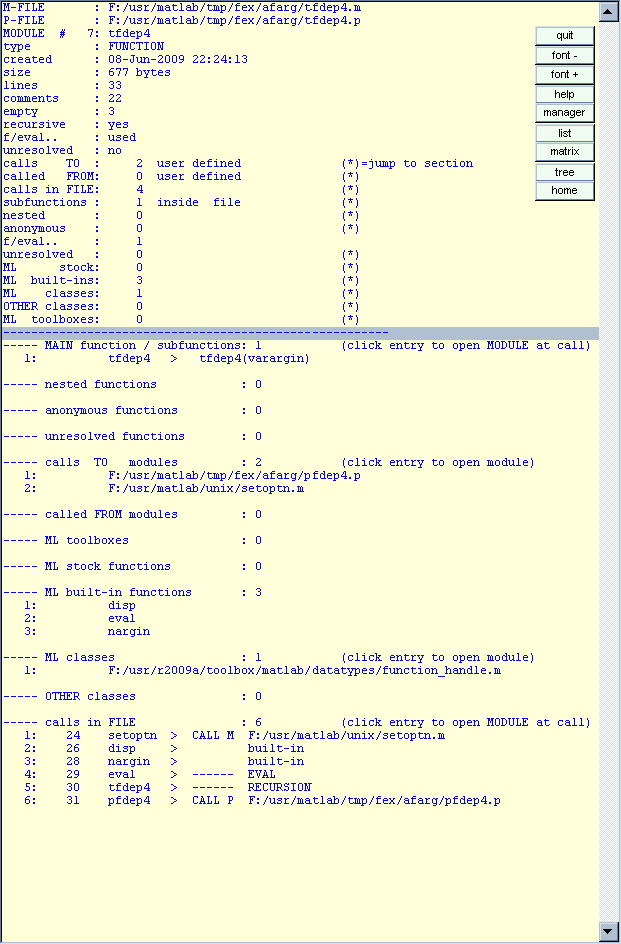 M-FILE       : F:/usr/matlab/tmp/fex/afarg/tfdep4.m
P-FILE       : F:/usr/matlab/tmp/fex/afarg/tfdep4.p
MODULE  #   7: tfdep4
type         : FUNCTION
created      : 08-Jun-2009 22:24:13
size         : 677 bytes
lines        : 33
comments     : 22
empty        : 3
recursive    : yes
f/eval..     : used
unresolved   : no
calls    TO  :     2  user defined              (*)=jump to section
called  FROM:     0  user defined              (*)
calls in FILE:     4                            (*)
subfunctions :     1  inside  file              (*)
nested       :     0                            (*)
anonymous    :     0                            (*)
f/eval..     :     1
unresolved   :     0                            (*)
ML      stock:     0                            (*)
ML  built-ins:     3                            (*)
ML    classes:     1                            (*)
OTHER classes:     0                            (*)
ML  toolboxes:     0                            (*)
quit
font -
font +
help
manager
list
matrix
tree
home
-------------------------------------------------------
----- MAIN function / subfunctions: 1           (click entry to open MODULE at call)
   1:          tfdep4  >   tfdep4(varargin)
----- nested functions            : 0
----- anonymous functions         : 0
----- unresolved functions        : 0
----- calls  TO   modules         : 2           (click entry to open module)
   1:          F:/usr/matlab/tmp/fex/afarg/pfdep4.p
   2:          F:/usr/matlab/unix/setoptn.m
----- called FROM modules         : 0
----- ML toolboxes                : 0
----- ML stock functions          : 0
----- ML built-in functions       : 3
   1:          disp
   2:          eval
   3:          nargin
----- ML classes                  : 1           (click entry to open module)
   1:          F:/usr/r2009a/toolbox/matlab/datatypes/function_handle.m
----- OTHER classes               : 0
----- calls in FILE               : 6           (click entry to open MODULE at call)
   1:    24    setoptn  >  CALL M  F:/usr/matlab/unix/setoptn.m
   2:    26    disp     >          built-in
   3:    28    nargin   >          built-in
   4:    29    eval     >  ------  EVAL
   5:    30    tfdep4   >  ------  RECURSION
   6:    31    pfdep4   >  CALL P  F:/usr/matlab/tmp/fex/afarg/pfdep4.p